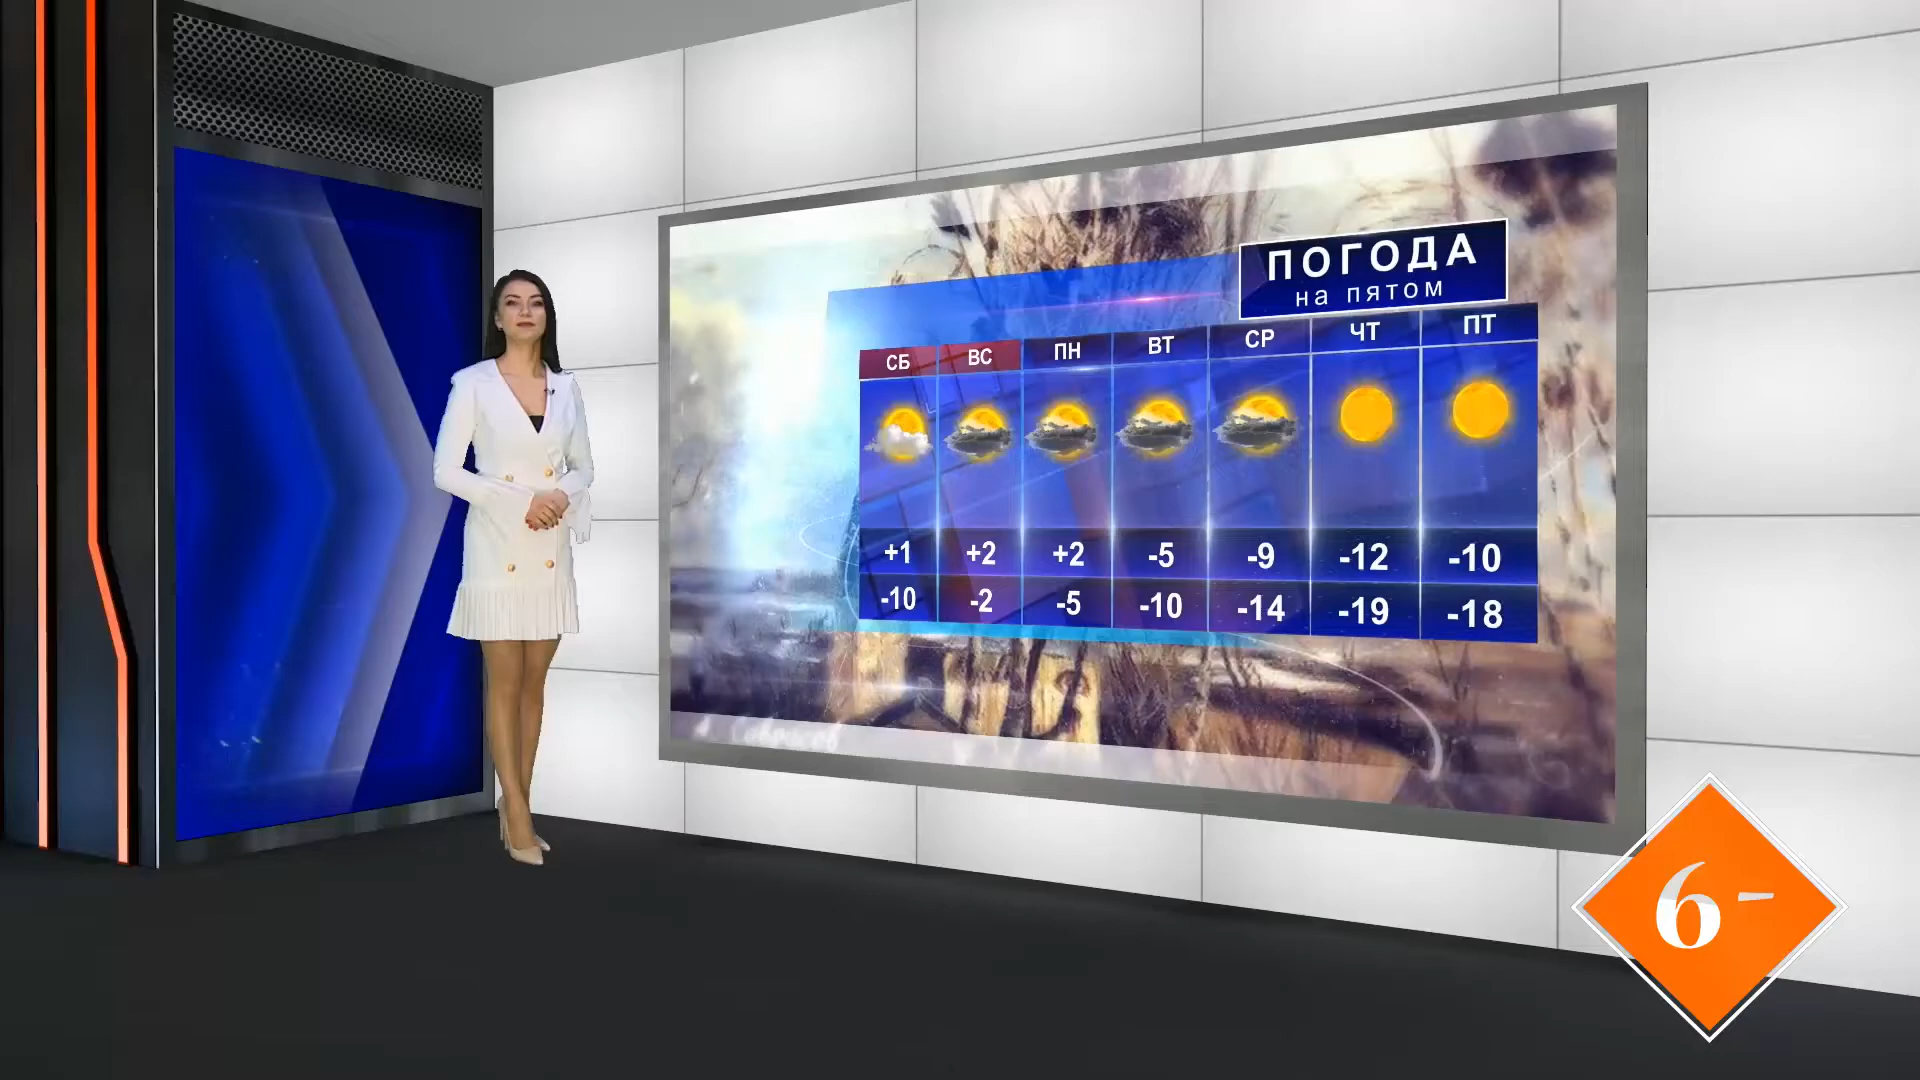 ПОГОДА
на пятом
СБ ВС ПН ВТ СР ЧТ ПТ
+1 +2 +2 -5 -9 -12 -10
-10 -2 -5 -10 -14 -19 -18
6-